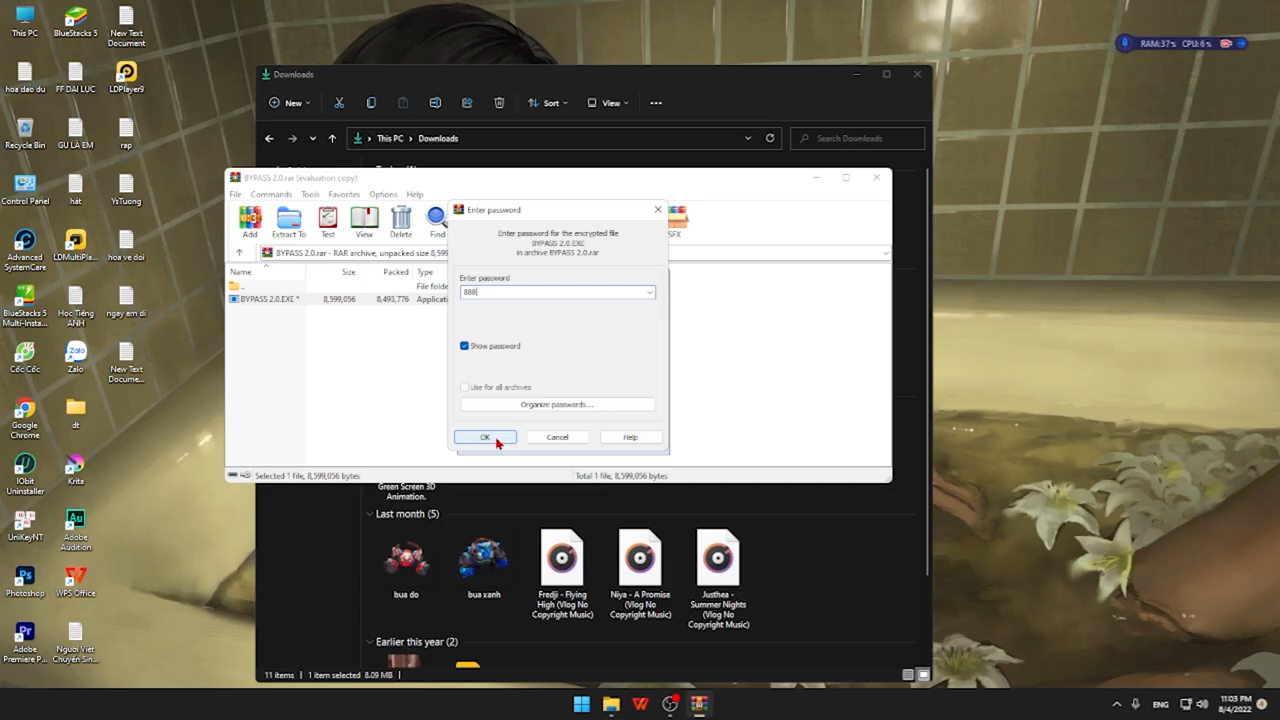 This PC
BlueStacks 5
New Text
Document
hoa dao du
FF DAI LUC
LDPlayer9
Recycle Bin
GU LÀ EM
rap
Control Panel
hát
YsTuong
Advanced
SystemCare
LDMultiPla...
hoa ve doi
BlueStacks 5
Multi-Insta...
Học Tiếng
ANH
ngay em di
Cốc Cốc
Zalo
New Text
Docume...
Google
Chrome
dt
IObit
Uninstaller
Krita
UniKeyNT
Adobe
Audition
Photoshop
WPS Office
Adobe
Premiere P...
Người Việt
Chuyển Sin...
RAM:37% CPU:6%
Downloads
New
Sort
View
This PC > Downloads
Search Downloads
BYPASS 2.0.rar (evaluation copy)
File Commands Tools Favorites Options Help
Add Extract To Test View Delete Find SFX
BYPASS 2.0.rar - RAR archive, unpacked size 8,599
Name Size Packed Type
.. File folde
BYPASS 2.0.EXE * 8,599,056 8,493,776 Applicati
Enter password
Enter password for the encrypted file
BYPASS 2.0.EXE
in archive BYPASS 2.0.rar
Enter password
888
Show password
Use for all archives
Organize passwords...
OK Cancel Help
Selected 1 file, 8,599,056 bytes
Total 1 file, 8,599,056 bytes
Green Screen 3D
Animation.
Last month (5)
bua do
bua xanh
Fredji - Flying
High (Vlog No
Copyright Music)
Niya - A Promise
(Vlog No
Copyright Music)
Justhea -
Summer Nights
(Vlog No
Copyright Music)
Earlier this year (2)
11 items 1 item selected 8.09 MB
ENG
11:03 PM
8/4/2022